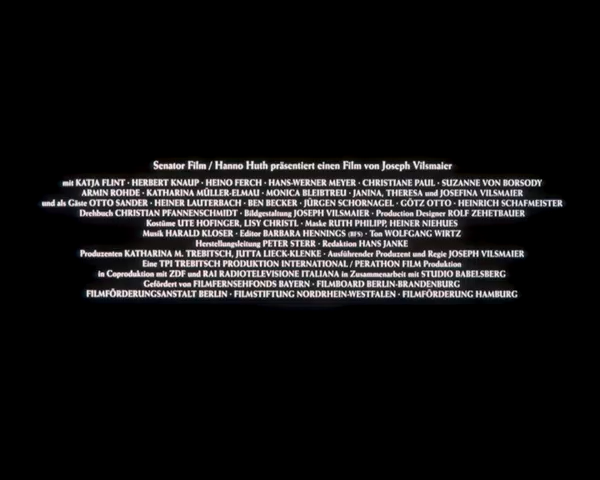 Senator Film / Hanno Huth präsentiert einen Film von Joseph Vilsmaier
mit KATJA FLINT · HERBERT KNAUP · HEINO FERCH · HANS-WERNER MEYER · CHRISTIANE PAUL · SUZANNE VON BORSODY
ARMIN ROHDE · KATHARINA MÜLLER-ELMAU · MONICA BLEIBTREU · JANINA, THERESA und JOSEFINA VILSMAIER
und als Gäste OTTO SANDER · HEINER LAUTERBACH · BEN BECKER · JÜRGEN SCHORNAGEL · GÖTZ OTTO · HEINRICH SCHAFMEISTER
Drehbuch CHRISTIAN PFANNENSCHMIDT · Bildgestaltung JOSEPH VILSMAIER · Production Designer ROLF ZEHETBAUER
Kostüme UTE HOFINGER, LISY CHRISTL · Maske RUTH PHILIPP, HEINER NIEHUES
Musik HARALD KLOSER · Editor BARBARA HENNINGS (BFS) · Ton WOLFGANG WIRTZ
Herstellungsleitung PETER STERR · Redaktion HANS JANKE
Produzenten KATHARINA M. TREBITSCH, JUTTA LIECK-KLENKE · Ausführender Produzent und Regie JOSEPH VILSMAIER
Eine TPI TREBITSCH PRODUKTION INTERNATIONAL / PERATHON FILM Produktion
in Coproduktion mit ZDF und RAI RADIOTELEVISIONE ITALIANA in Zusammenarbeit mit STUDIO BABELSBERG
Gefördert von FILMFERNSEHFONDS BAYERN · FILMBOARD BERLIN-BRANDENBURG
FILMFÖRDERUNGSANSTALT BERLIN · FILMSTIFTUNG NORDRHEIN-WESTFALEN · FILMFÖRDERUNG HAMBURG